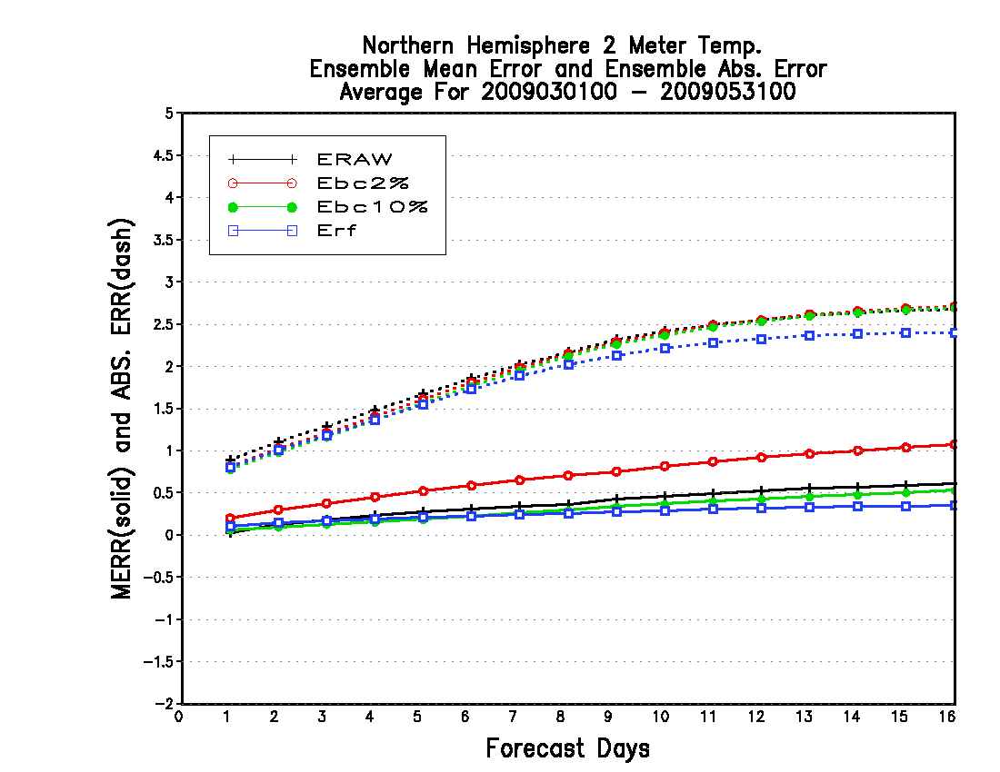 Northern Hemisphere 2 Meter Temp.
Ensemble Mean Error and Ensemble Abs. Error
Average For 2009030100 – 2009053100
ERAW
Ebc2%
Ebc10%
Erf
MERR(solid) and ABS. ERR(dash)
5
4.5
4
3.5
3
2.5
2
1.5
1
0.5
0
−0.5
−1
−1.5
−2
0 1 2 3 4 5 6 7 8 9 10 11 12 13 14 15 16
Forecast Days